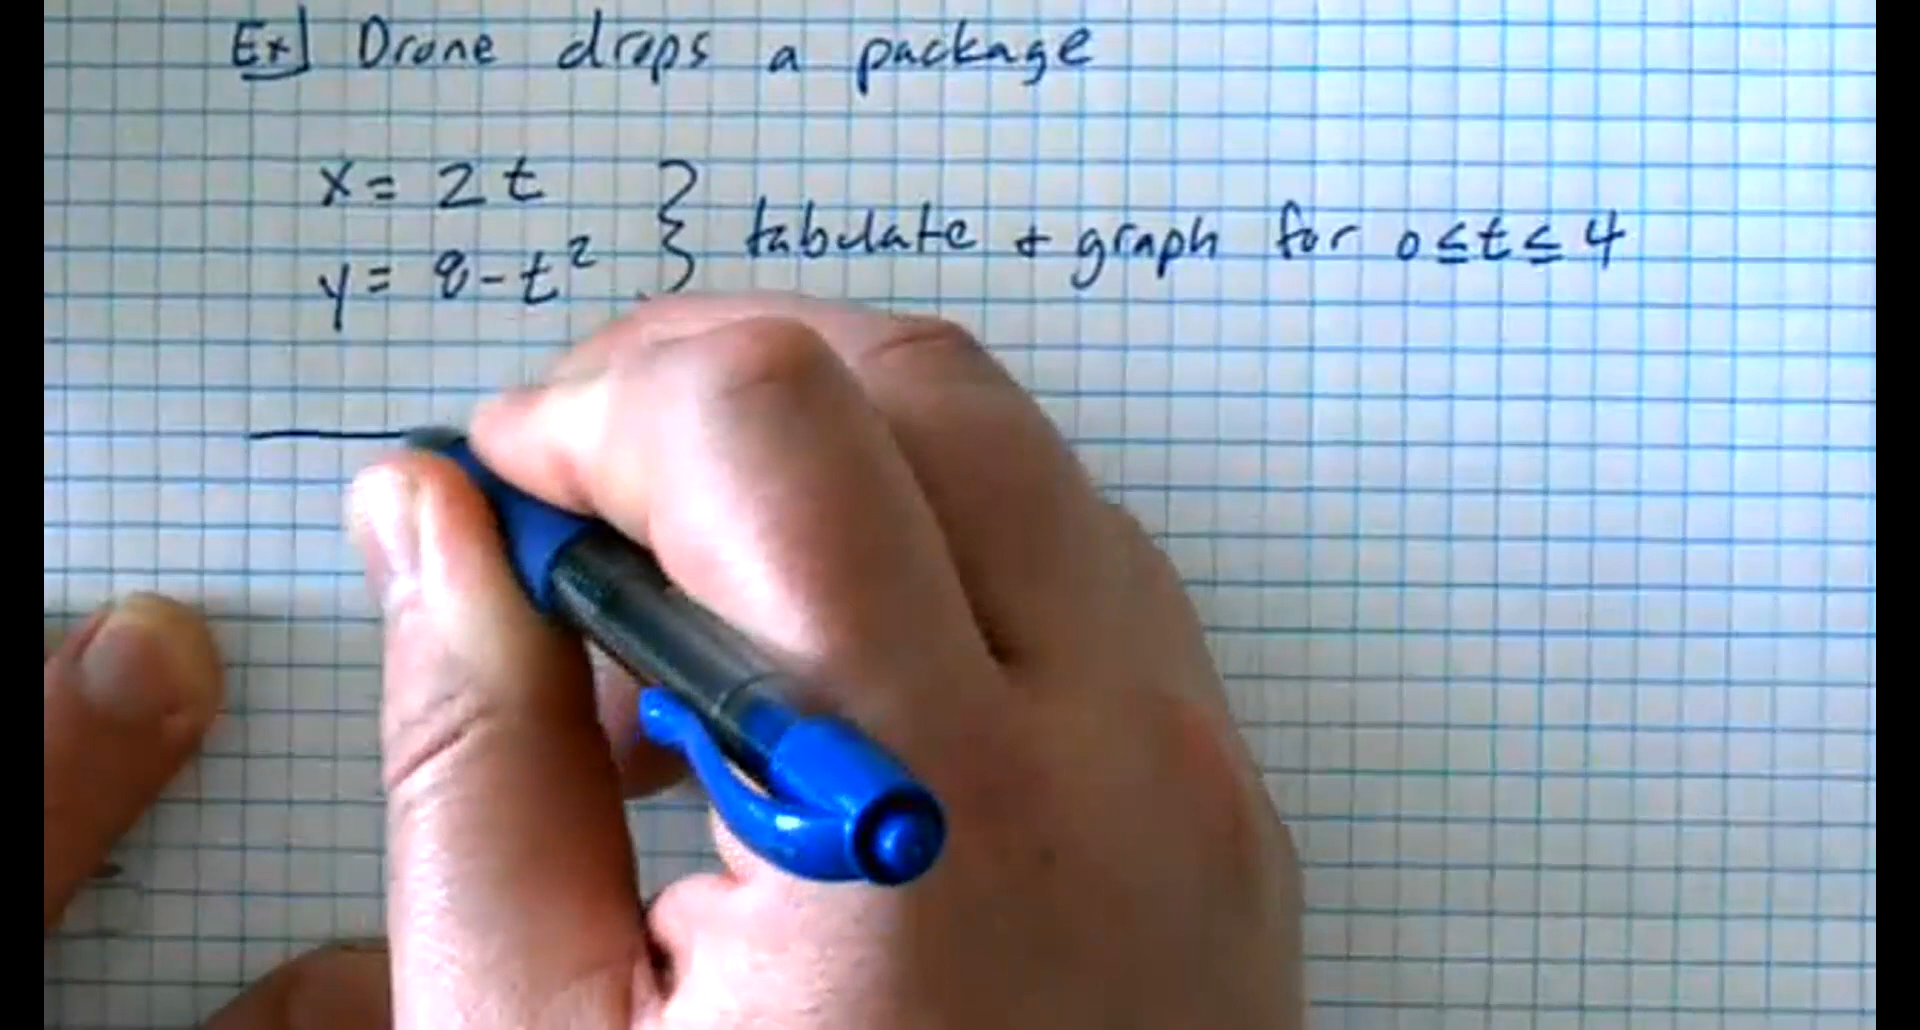 Ex] Drone drops a package
x = 2t
y = 8 - t² } tabulate + graph for 0 ≤ t ≤ 4